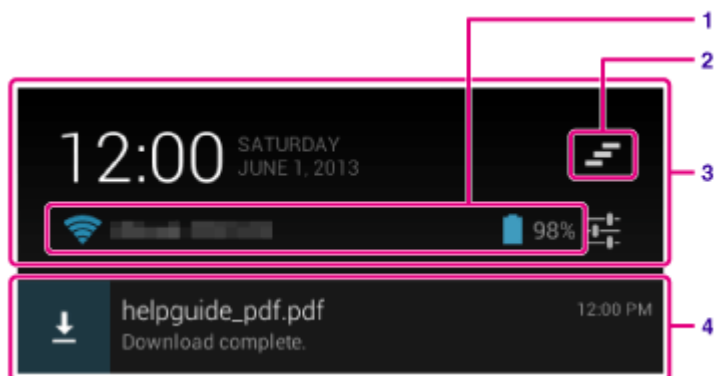 1
2
12:00
SATURDAY
JUNE 1, 2013
3
98%
helpguide_pdf.pdf
12:00 PM
Download complete.
4